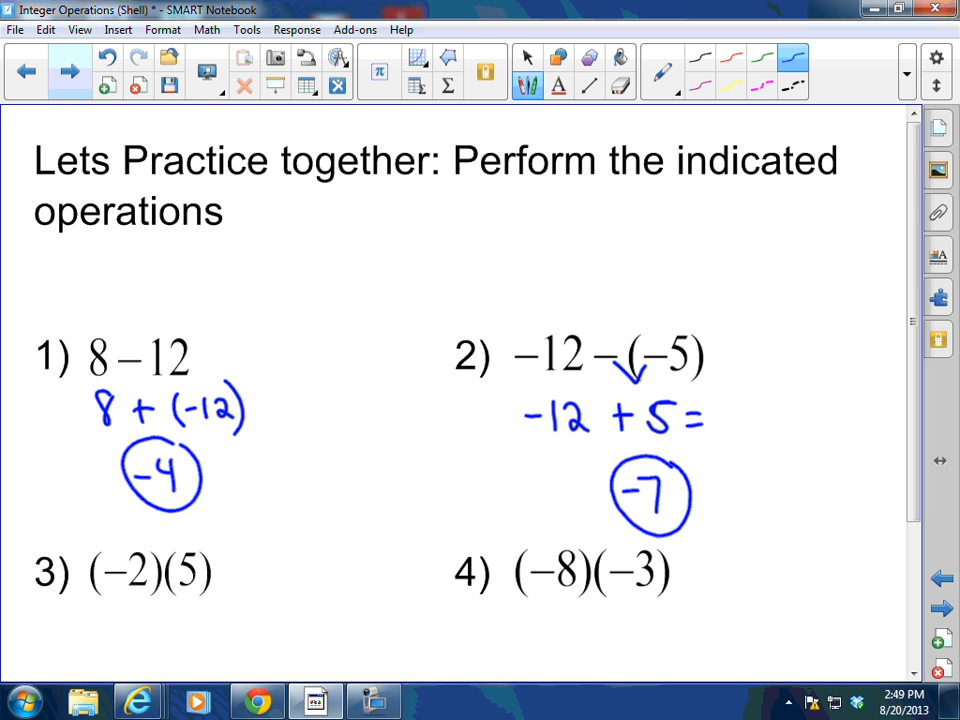 Integer Operations (Shell) * - SMART Notebook
File Edit View Insert Format Math Tools Response Add-ons Help
Lets Practice together: Perform the indicated
operations
1) 8 – 12
8 + (-12)
-4
2) –12 – (–5)
-12 + 5 =
-7
3) (–2)(5)
4) (–8)(–3)
2:49 PM
8/20/2013